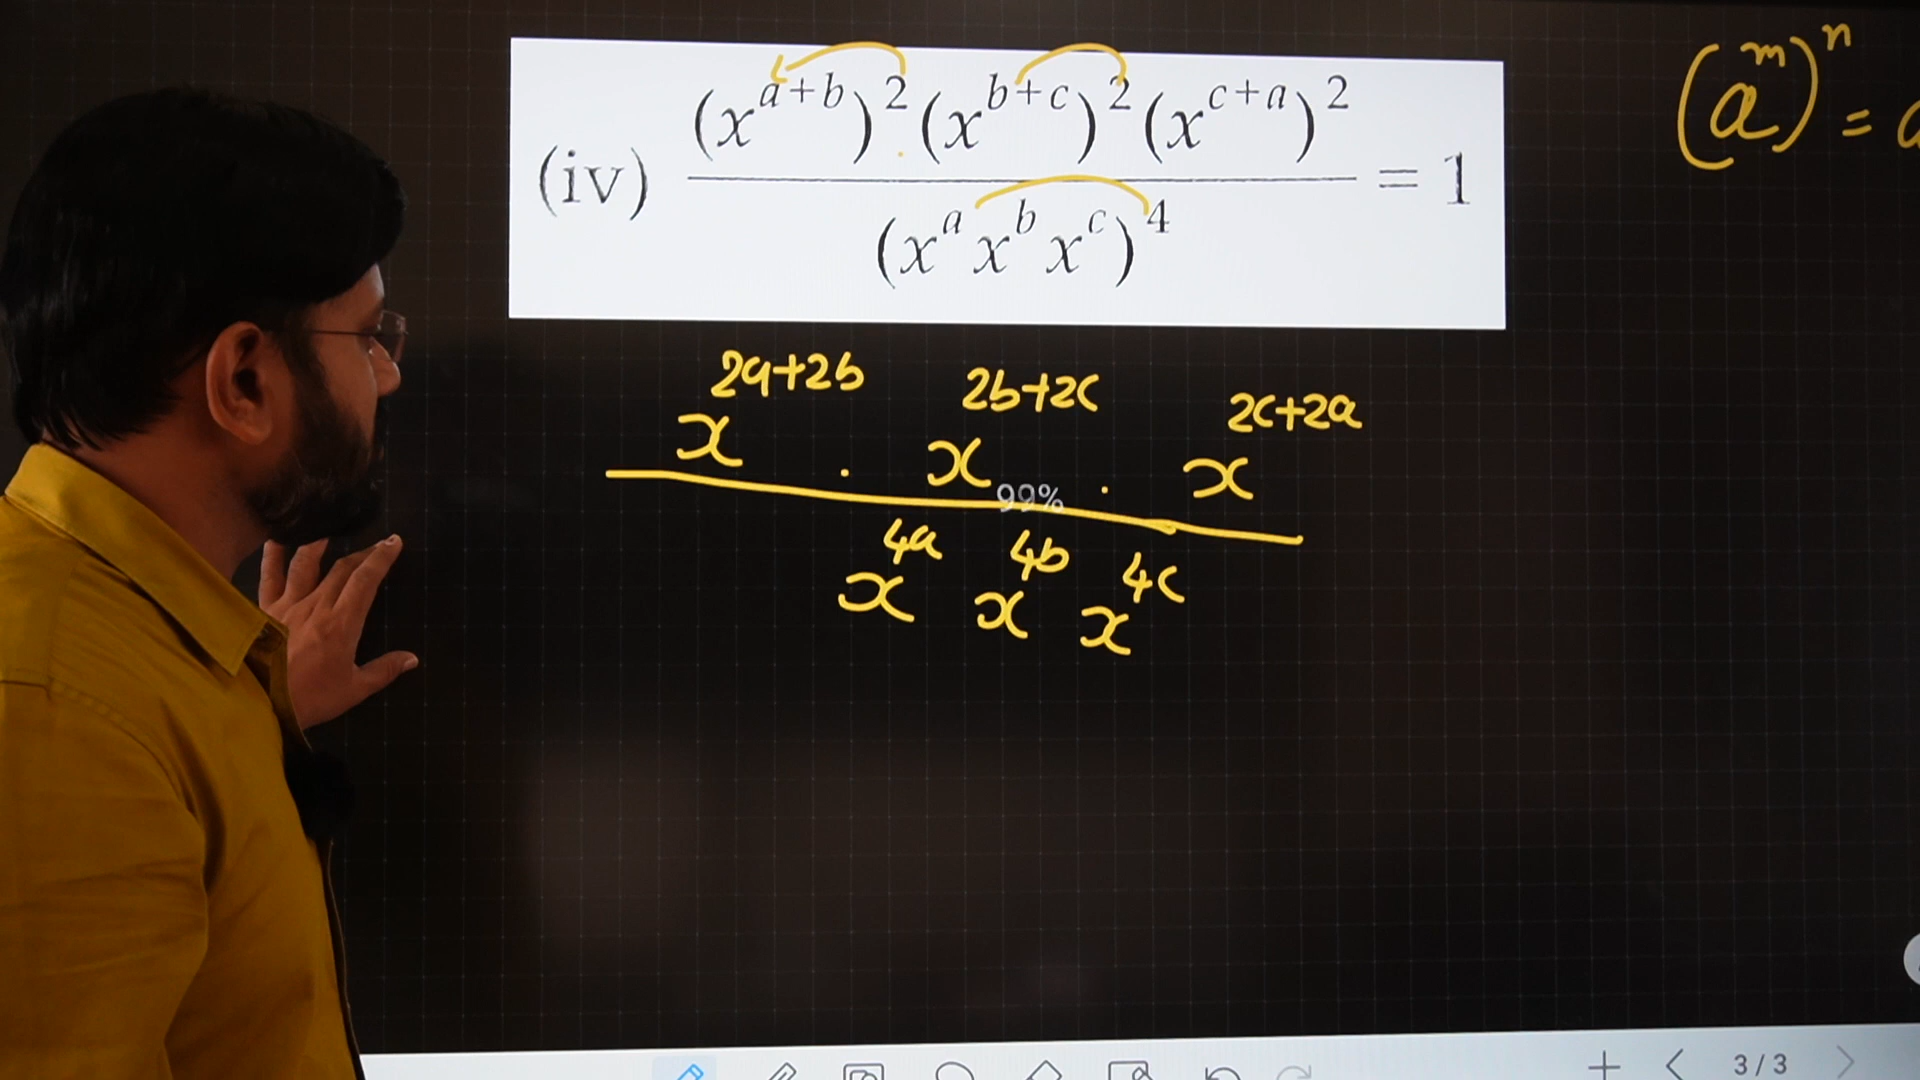 (a^m)^n = a
(iv) (x^{a+b})^2 (x^{b+c})^2 (x^{c+a})^2 / (x^a x^b x^c)^4 = 1
x^{2a+2b} . x^{2b+2c} . x^{2c+2a}
99%
x^{4a} x^{4b} x^{4c}
3/3